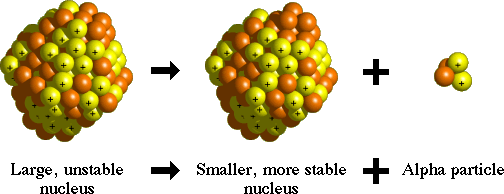 Large, unstable
nucleus
Smaller, more stable
nucleus
Alpha particle